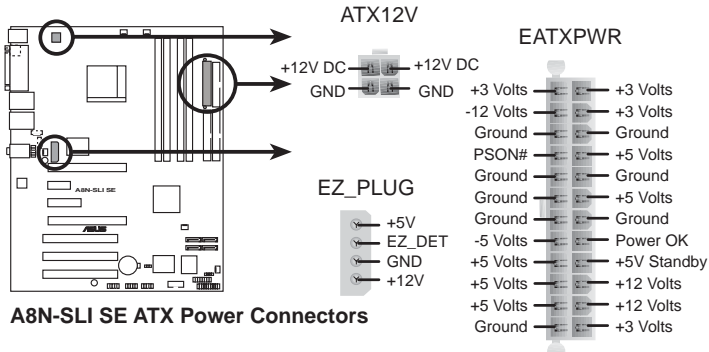 ATX12V
+12V DC +12V DC
GND GND
EATXPWR
+3 Volts +3 Volts
-12 Volts +3 Volts
Ground Ground
PSON# +5 Volts
Ground Ground
Ground +5 Volts
Ground Ground
-5 Volts Power OK
+5 Volts +5V Standby
+5 Volts +12 Volts
+5 Volts +12 Volts
Ground +3 Volts
EZ_PLUG
+5V
EZ_DET
GND
+12V
A8N-SLI SE
ASUS
A8N-SLI SE ATX Power Connectors